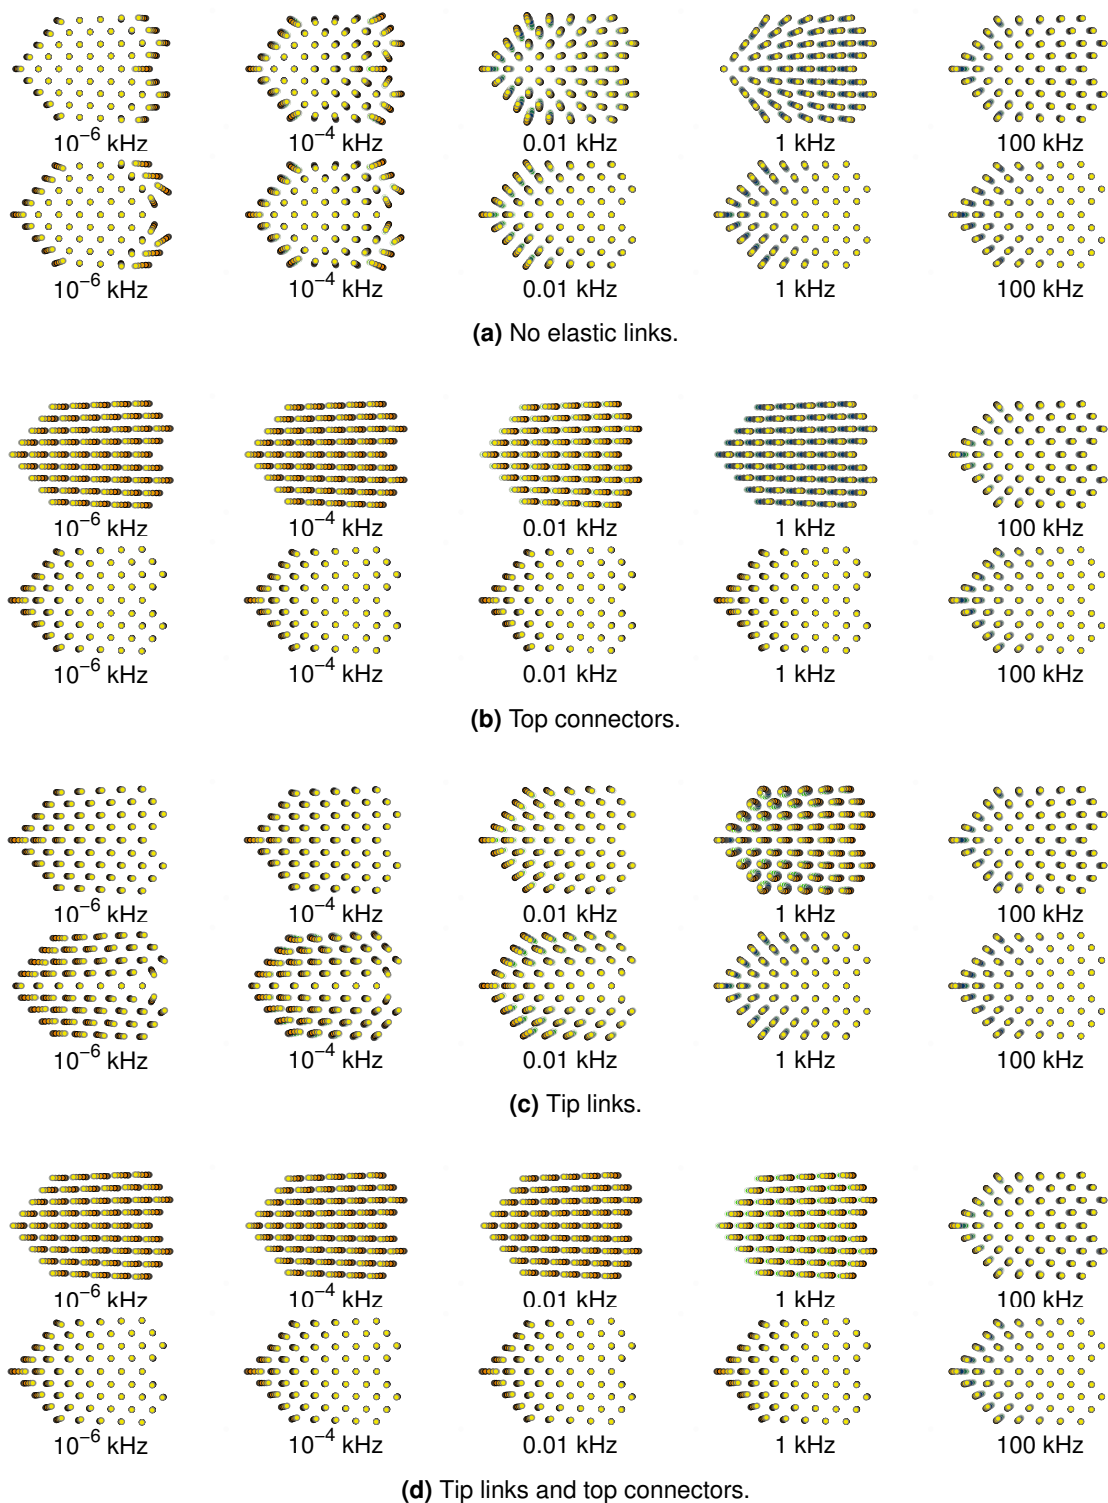 10⁻⁶ kHz 10⁻⁴ kHz 0.01 kHz 1 kHz 100 kHz
10⁻⁶ kHz 10⁻⁴ kHz 0.01 kHz 1 kHz 100 kHz
(a) No elastic links.
10⁻⁶ kHz 10⁻⁴ kHz 0.01 kHz 1 kHz 100 kHz
10⁻⁶ kHz 10⁻⁴ kHz 0.01 kHz 1 kHz 100 kHz
(b) Top connectors.
10⁻⁶ kHz 10⁻⁴ kHz 0.01 kHz 1 kHz 100 kHz
10⁻⁶ kHz 10⁻⁴ kHz 0.01 kHz 1 kHz 100 kHz
(c) Tip links.
10⁻⁶ kHz 10⁻⁴ kHz 0.01 kHz 1 kHz 100 kHz
10⁻⁶ kHz 10⁻⁴ kHz 0.01 kHz 1 kHz 100 kHz
(d) Tip links and top connectors.